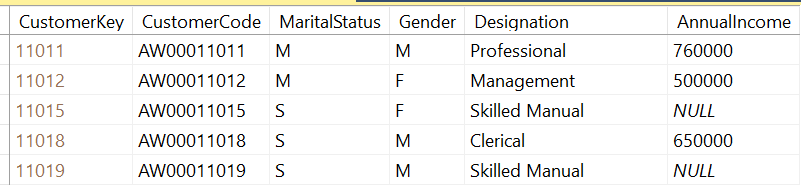 CustomerKey CustomerCode MaritalStatus Gender Designation AnnualIncome
11011 AW00011011 M M Professional 760000
11012 AW00011012 M F Management 500000
11015 AW00011015 S F Skilled Manual NULL
11018 AW00011018 S M Clerical 650000
11019 AW00011019 S M Skilled Manual NULL